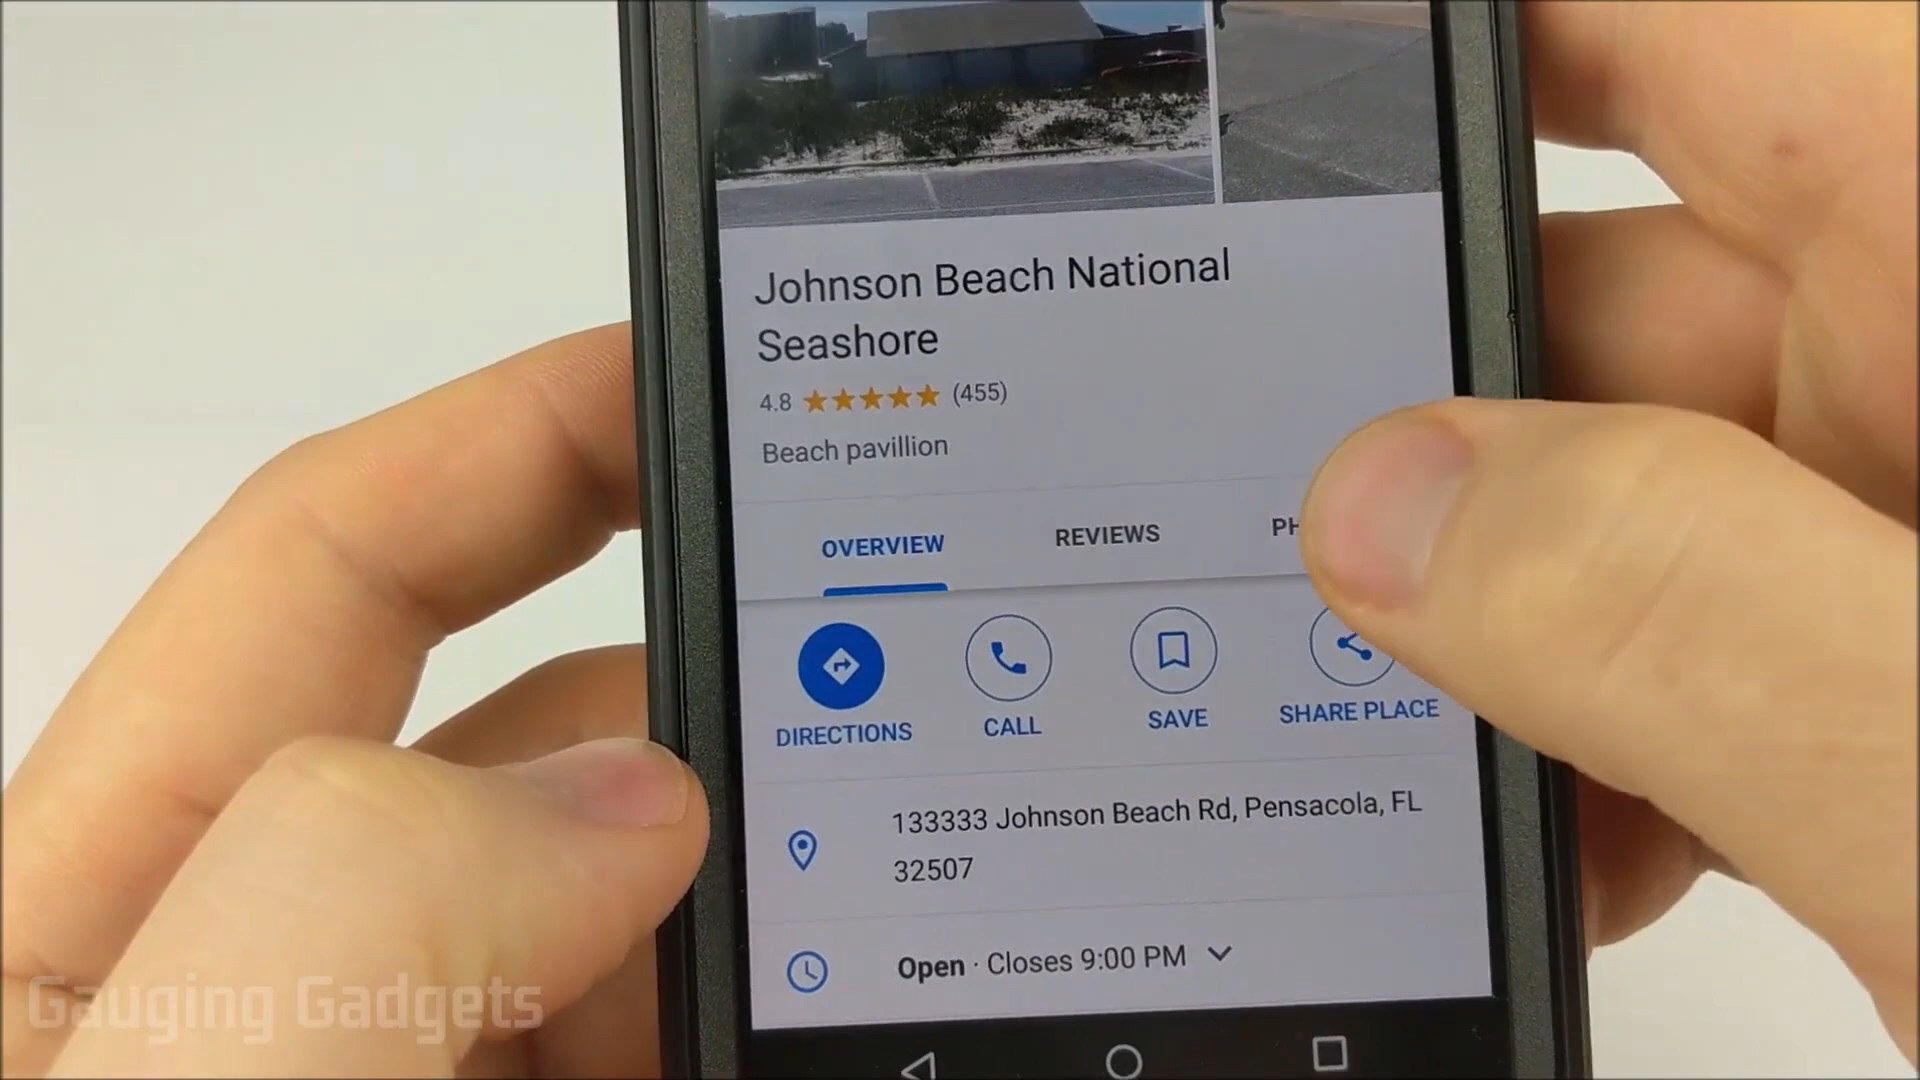 Johnson Beach National
Seashore
4.8 (455)
Beach pavillion
OVERVIEW REVIEWS PH
DIRECTIONS CALL SAVE SHARE PLACE
133333 Johnson Beach Rd, Pensacola, FL
32507
Open · Closes 9:00 PM
Gauging Gadgets